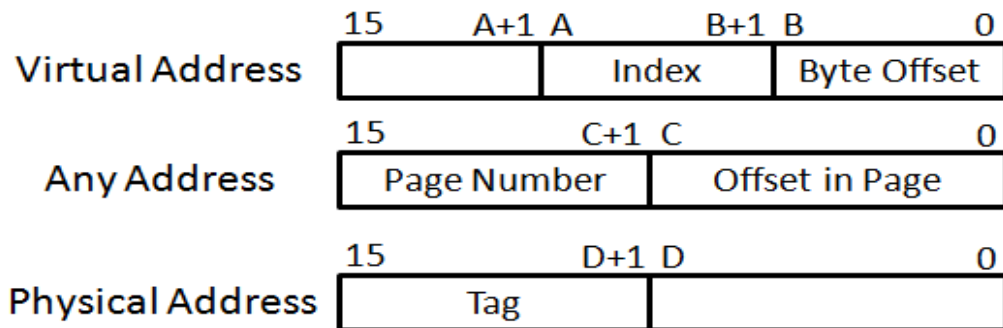 15 A+1 A B+1 B 0
Virtual Address Index Byte Offset
15 C+1 C 0
Any Address Page Number Offset in Page
15 D+1 D 0
Physical Address Tag